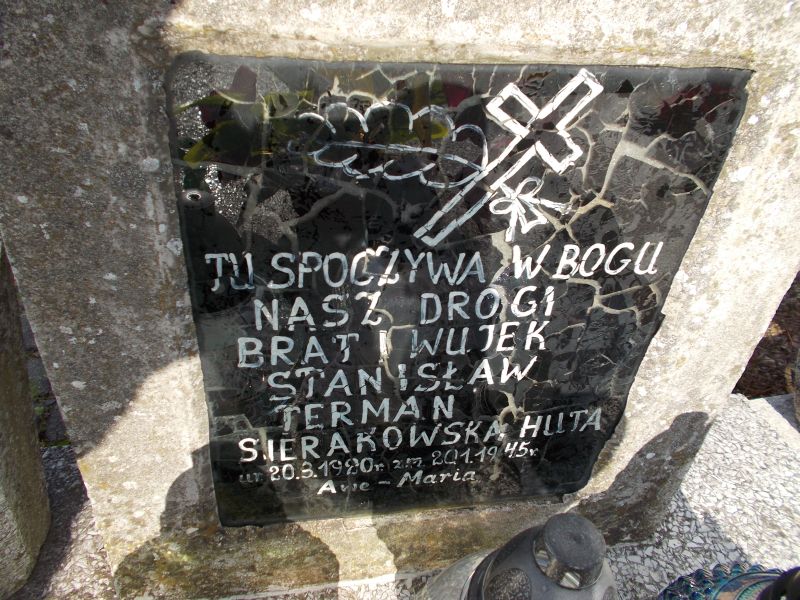 TU SPOCZYWA W BOGU
NASZ DROGI
BRAT I WUJEK
STANISŁAW
TERMAN
SIERAKOWSKA HUTA
ur. 20.3.1920r. zm. 20.1.1945r.
Awe-Maria